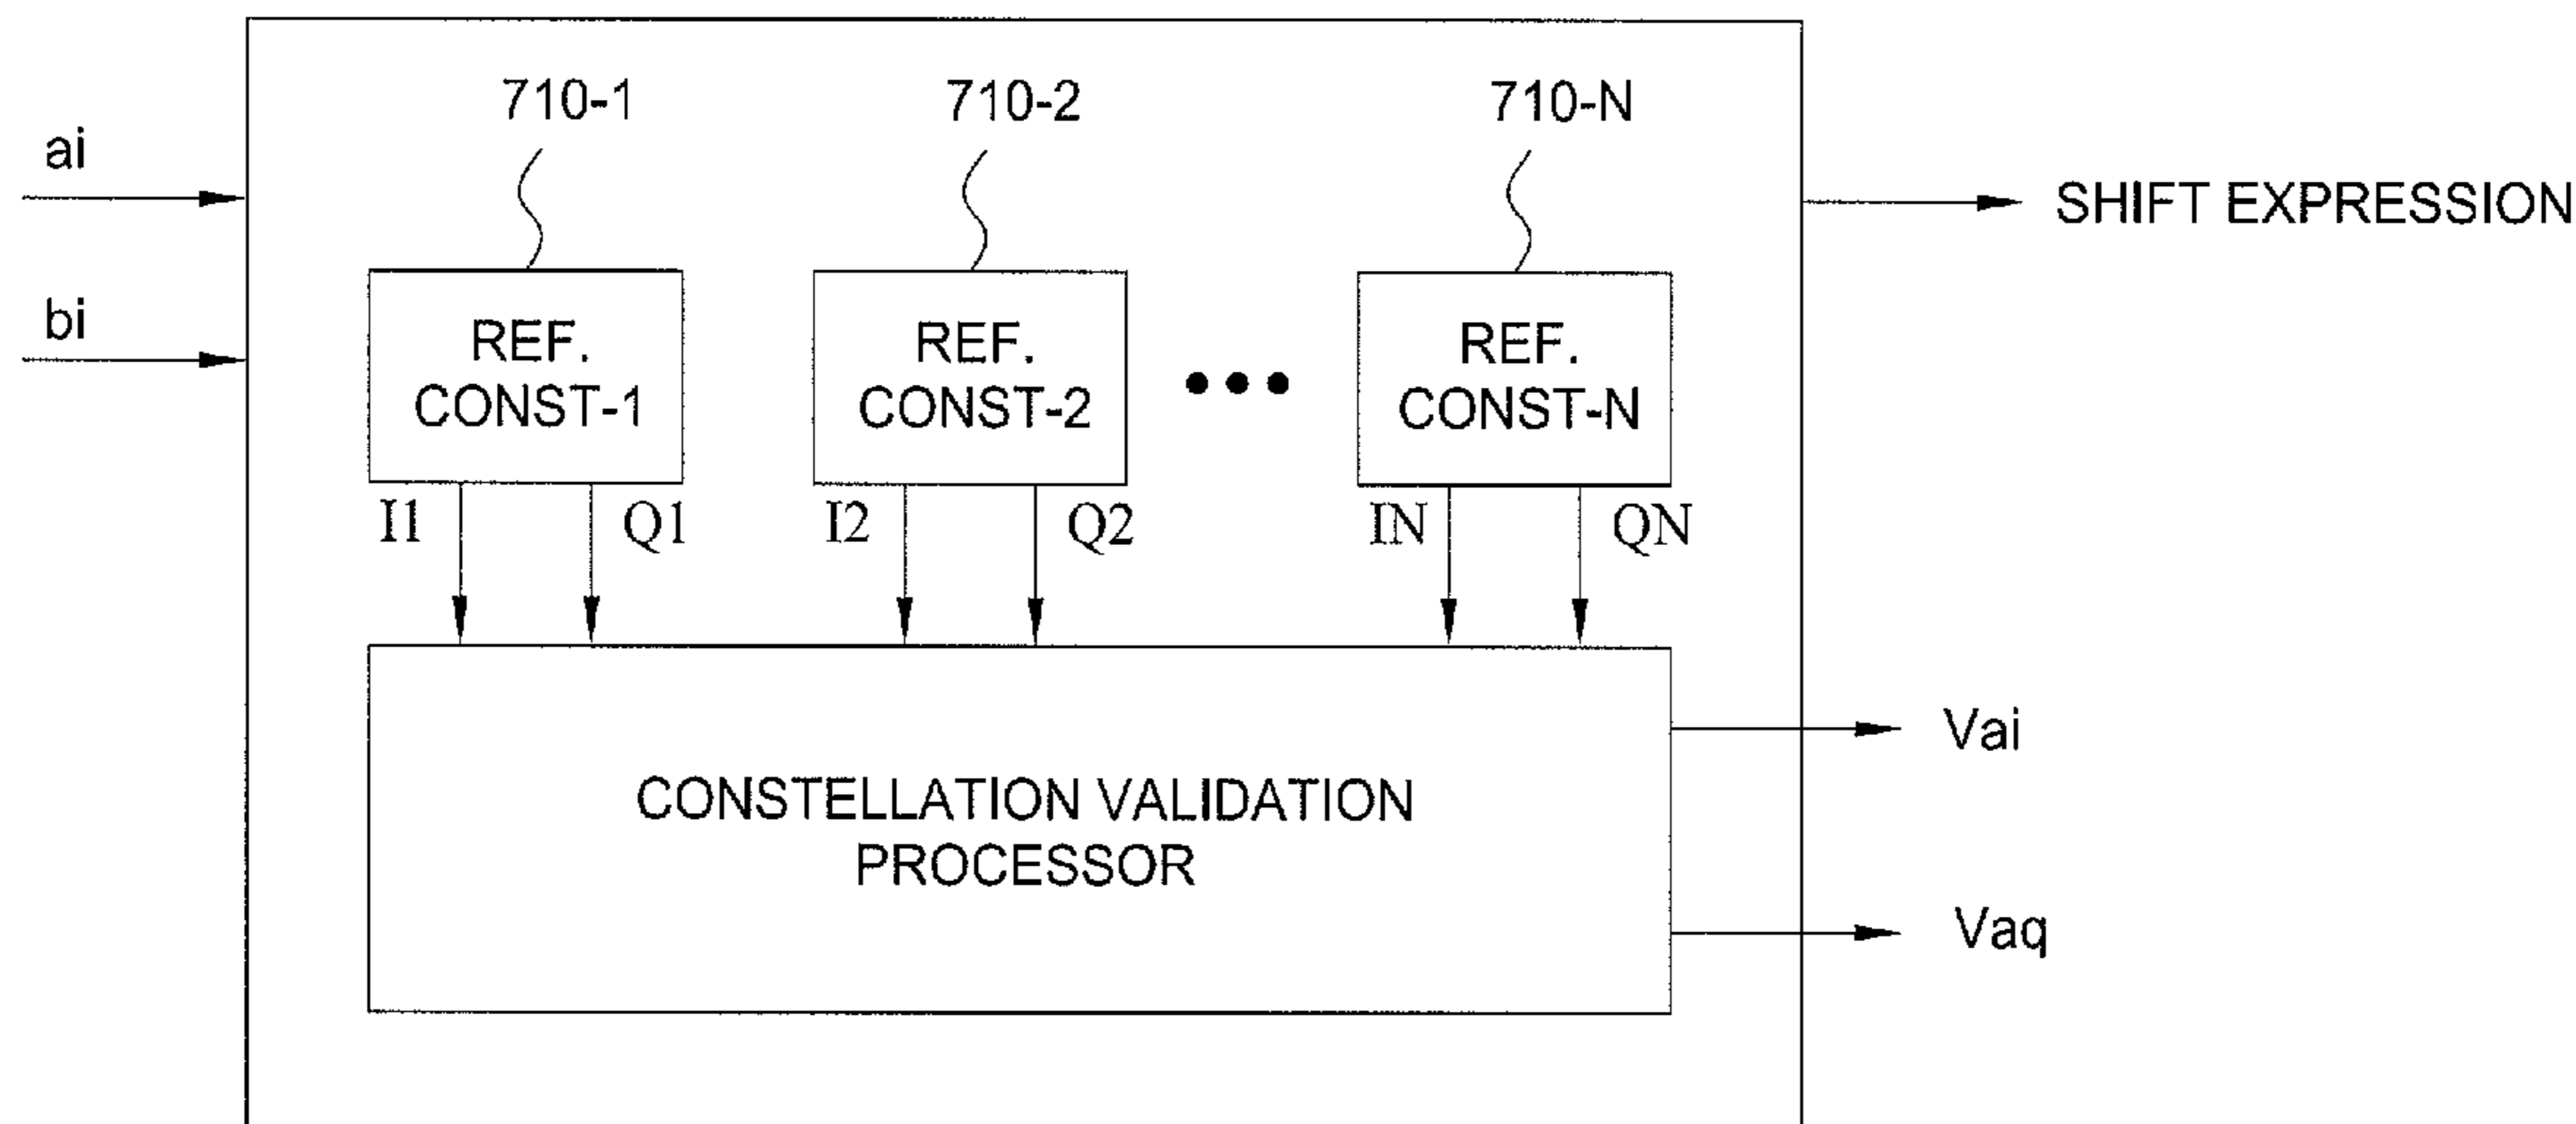 710-1
710-2
710-N
ai
SHIFT EXPRESSION
bi
REF.
CONST-1
REF.
CONST-2
REF.
CONST-N
I1
Q1
I2
Q2
IN
QN
Vai
CONSTELLATION VALIDATION
PROCESSOR
Vaq